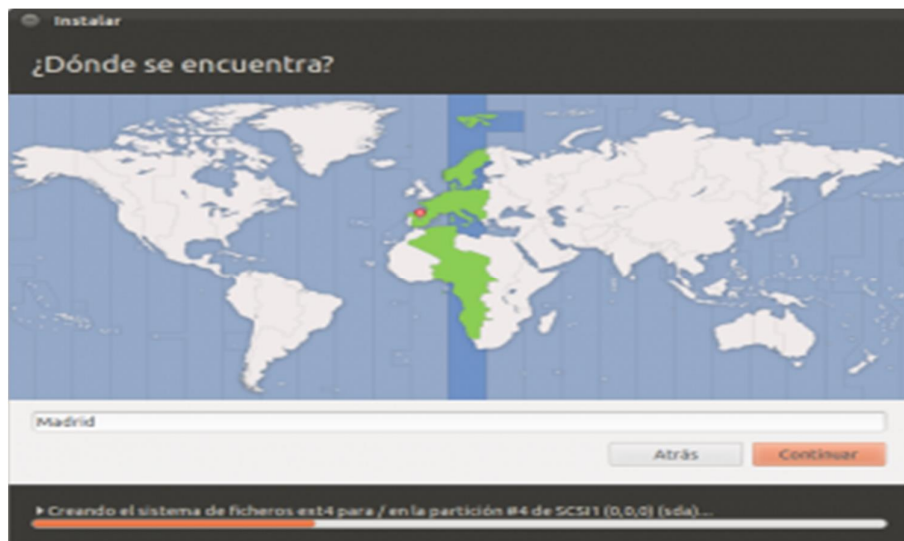 Instalar
¿Dónde se encuentra?
Madrid
Atrás
Continuar
Creando el sistema de ficheros ext4 para / en la partición #4 de SCSI1 (0,0,0) (sda)...